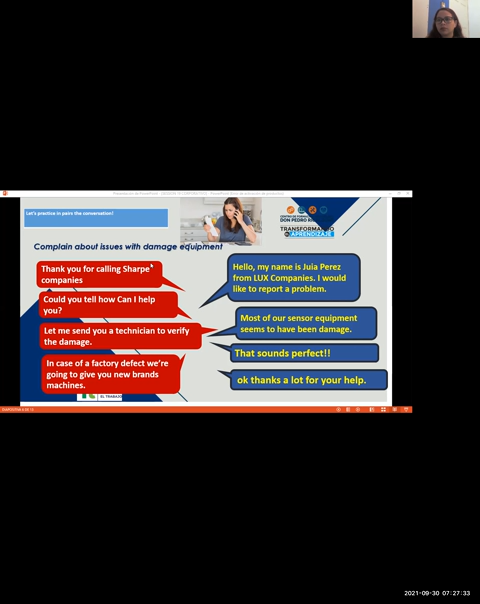 Let's practice in pairs the conversation!
DON PEDRO
TRANSFORMANDO
APRENDIZAJE
Complain about issues with damage equipment
Thank you for calling Sharpe
companies
Hello, my name is Juia Perez
from LUX Companies. I would
like to report a problem.
Could you tell how Can I help
you?
Most of our sensor equipment
seems to have been damage.
Let me send you a technician to verify
the damage.
That sounds perfect!!
In case of a factory defect we're
going to give you new brands
machines.
ok thanks a lot for your help.
EL TRABAJO
2021-09-30 07:27:33